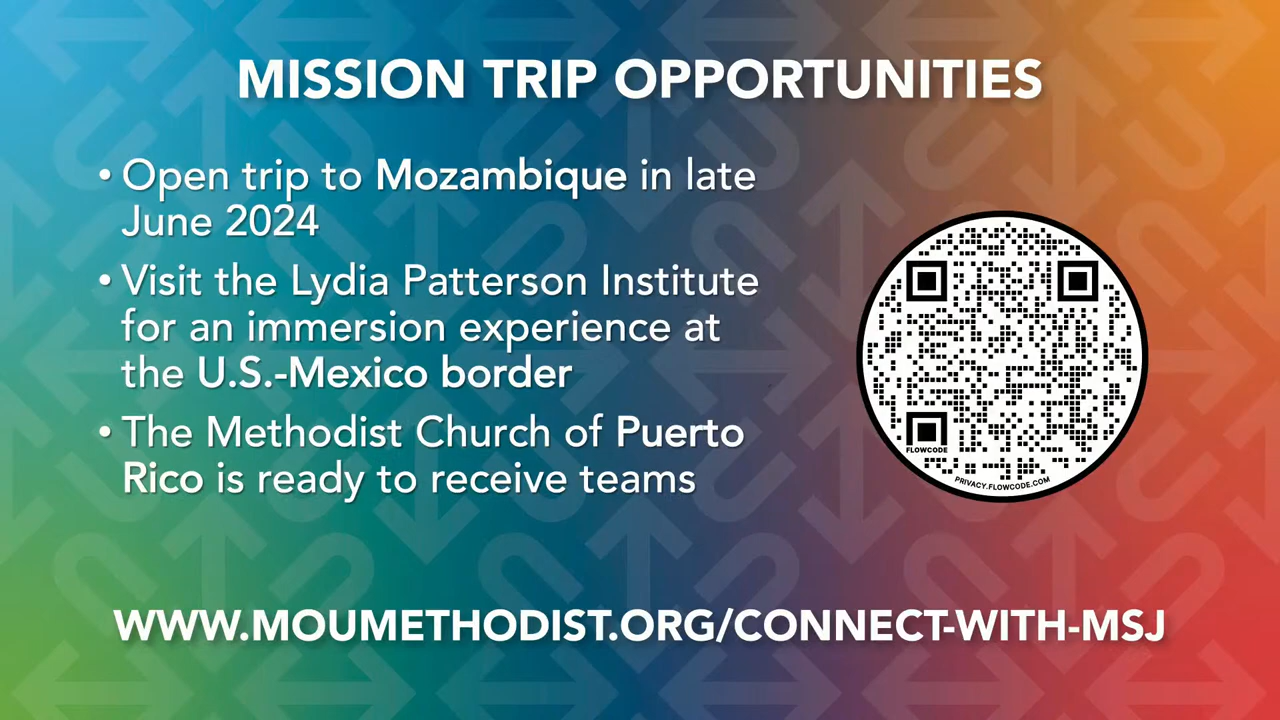 MISSION TRIP OPPORTUNITIES
• Open trip to Mozambique in late
June 2024
• Visit the Lydia Patterson Institute
for an immersion experience at
the U.S.-Mexico border
• The Methodist Church of Puerto
Rico is ready to receive teams
FLOWCODE
PRIVACY.FLOWCODE.COM
WWW.MOUMETHODIST.ORG/CONNECT-WITH-MSJ